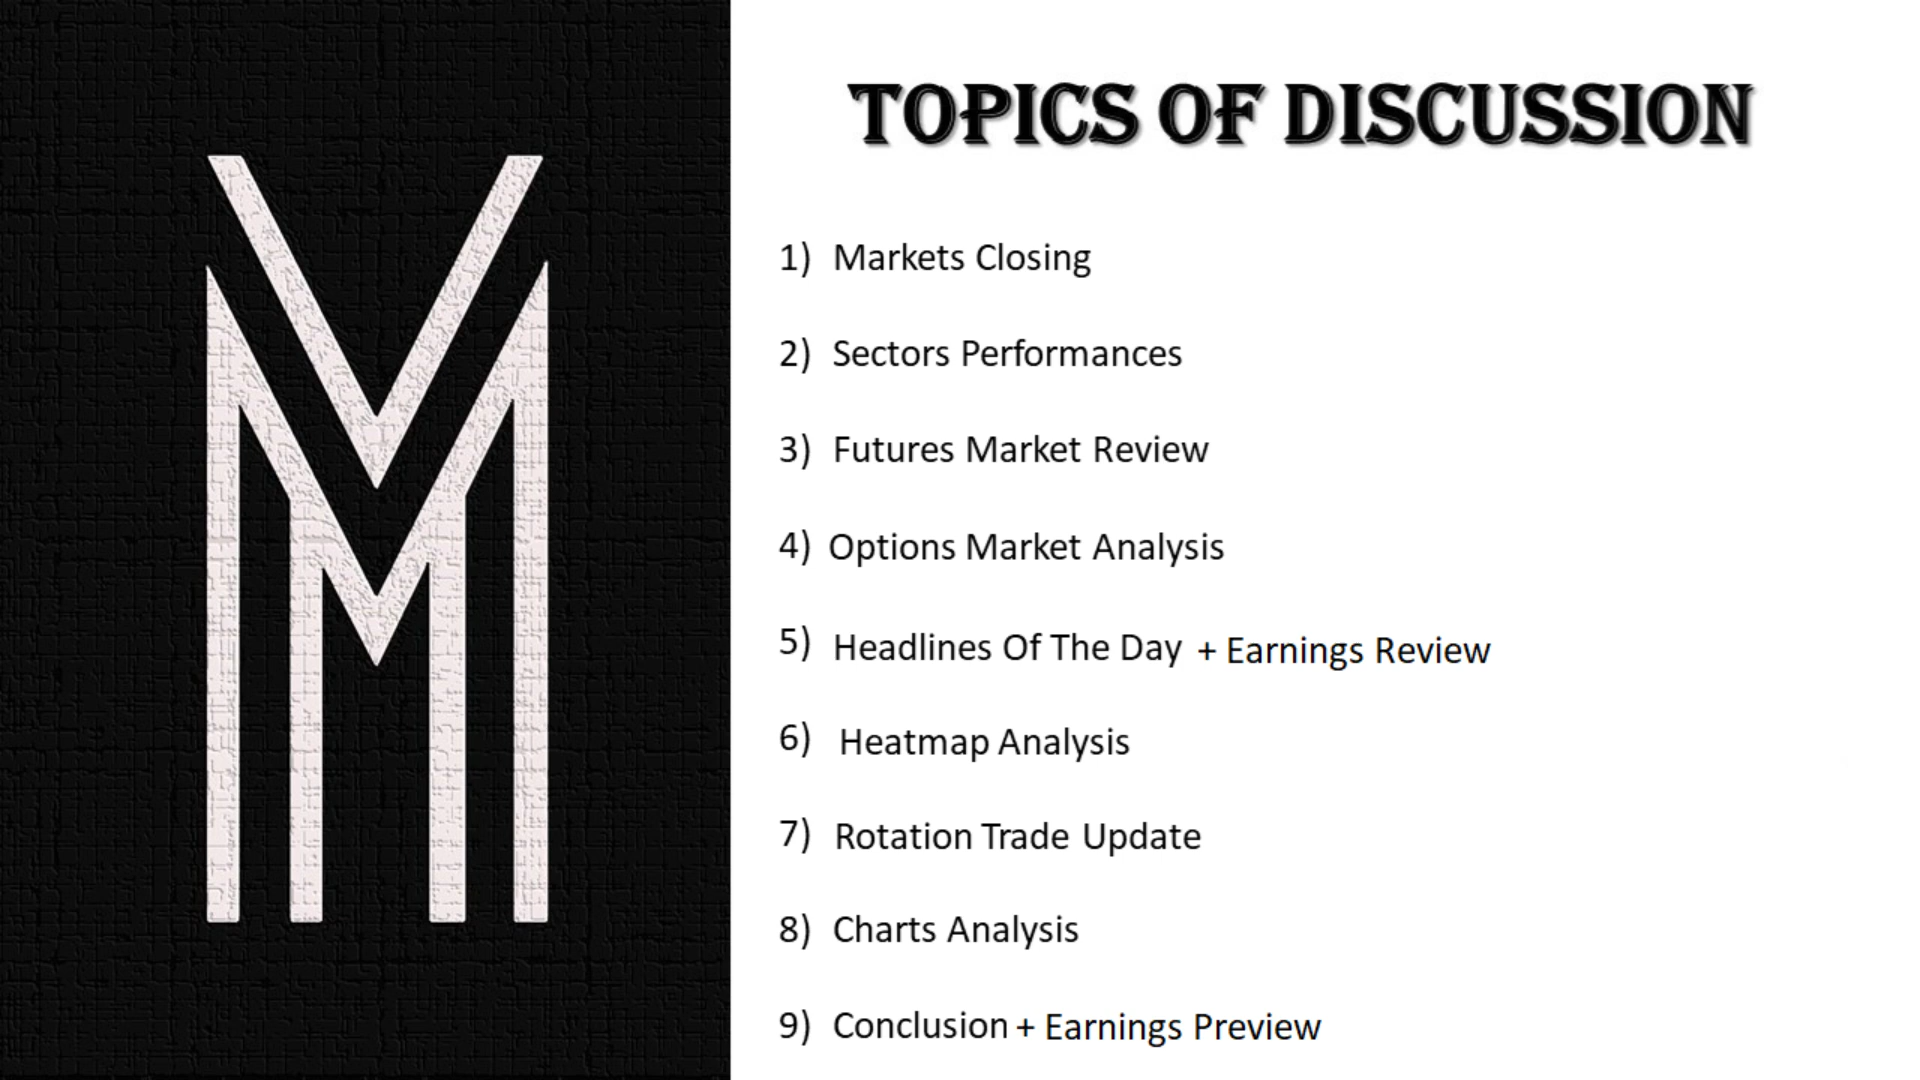 TOPICS OF DISCUSSION
1) Markets Closing
2) Sectors Performances
3) Futures Market Review
4) Options Market Analysis
5) Headlines Of The Day + Earnings Review
6) Heatmap Analysis
7) Rotation Trade Update
8) Charts Analysis
9) Conclusion + Earnings Preview